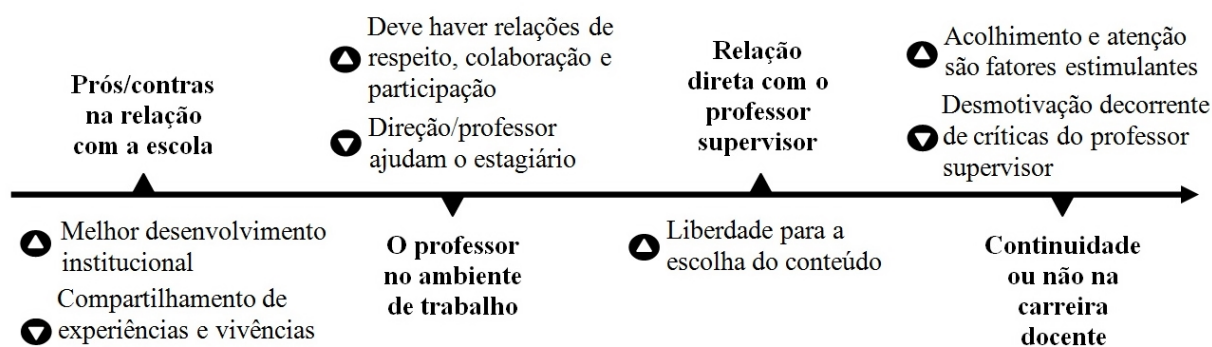 Prós/contras
na relação
com a escola
Melhor desenvolvimento
institucional
Compartilhamento de
experiências e vivências
Deve haver relações de
respeito, colaboração e
participação
Direção/professor
ajudam o estagiário
O professor
no ambiente
de trabalho
Relação
direta com o
professor
supervisor
Liberdade para a
escolha do conteúdo
Acolhimento e atenção
são fatores estimulantes
Desmotivação decorrente
de críticas do professor
supervisor
Continuidade
ou não na
carreira
docente